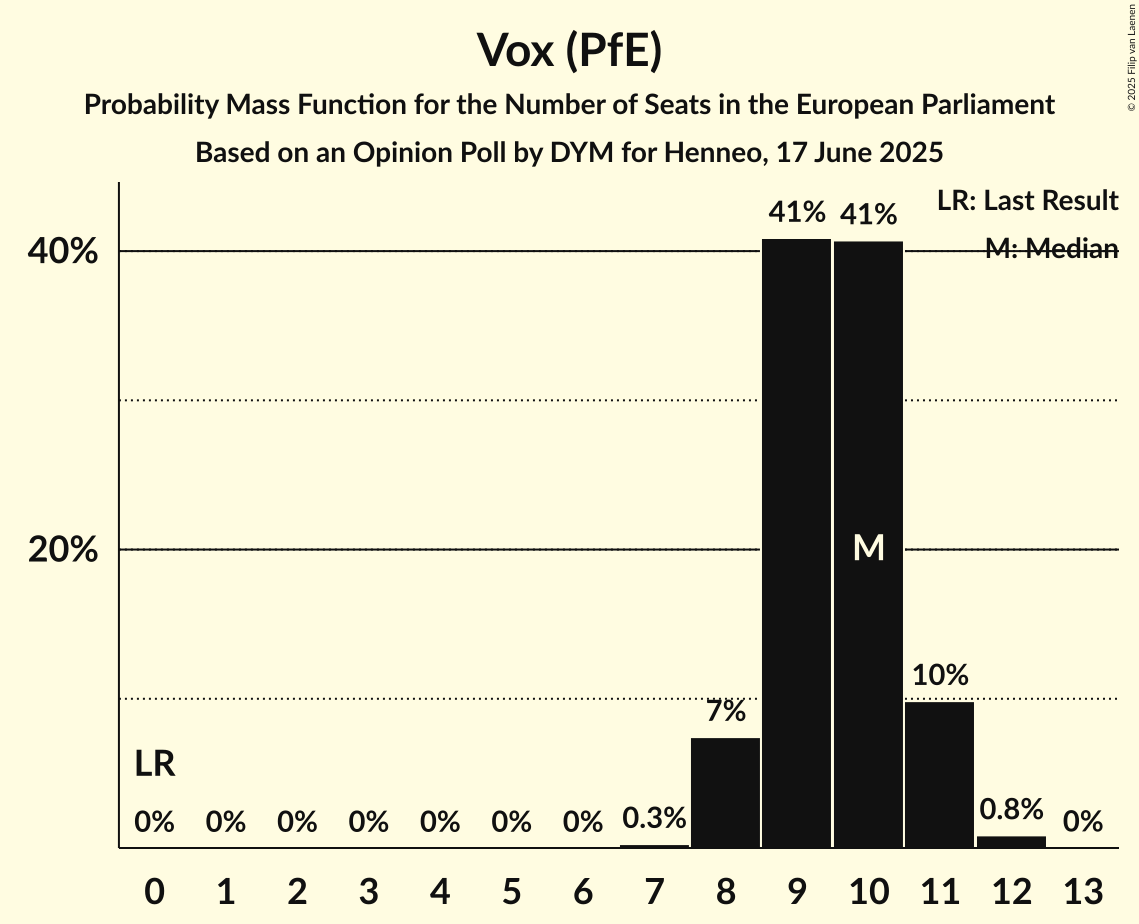 Vox (PfE)
Probability Mass Function for the Number of Seats in the European Parliament
Based on an Opinion Poll by DYM for Henneo, 17 June 2025
© 2025 Filip van Laenen
LR: Last Result
M: Median
41% 41%
40%
20%
M
10%
7%
LR
0% 0% 0% 0% 0% 0% 0% 0.3% 0.8% 0%
0 1 2 3 4 5 6 7 8 9 10 11 12 13